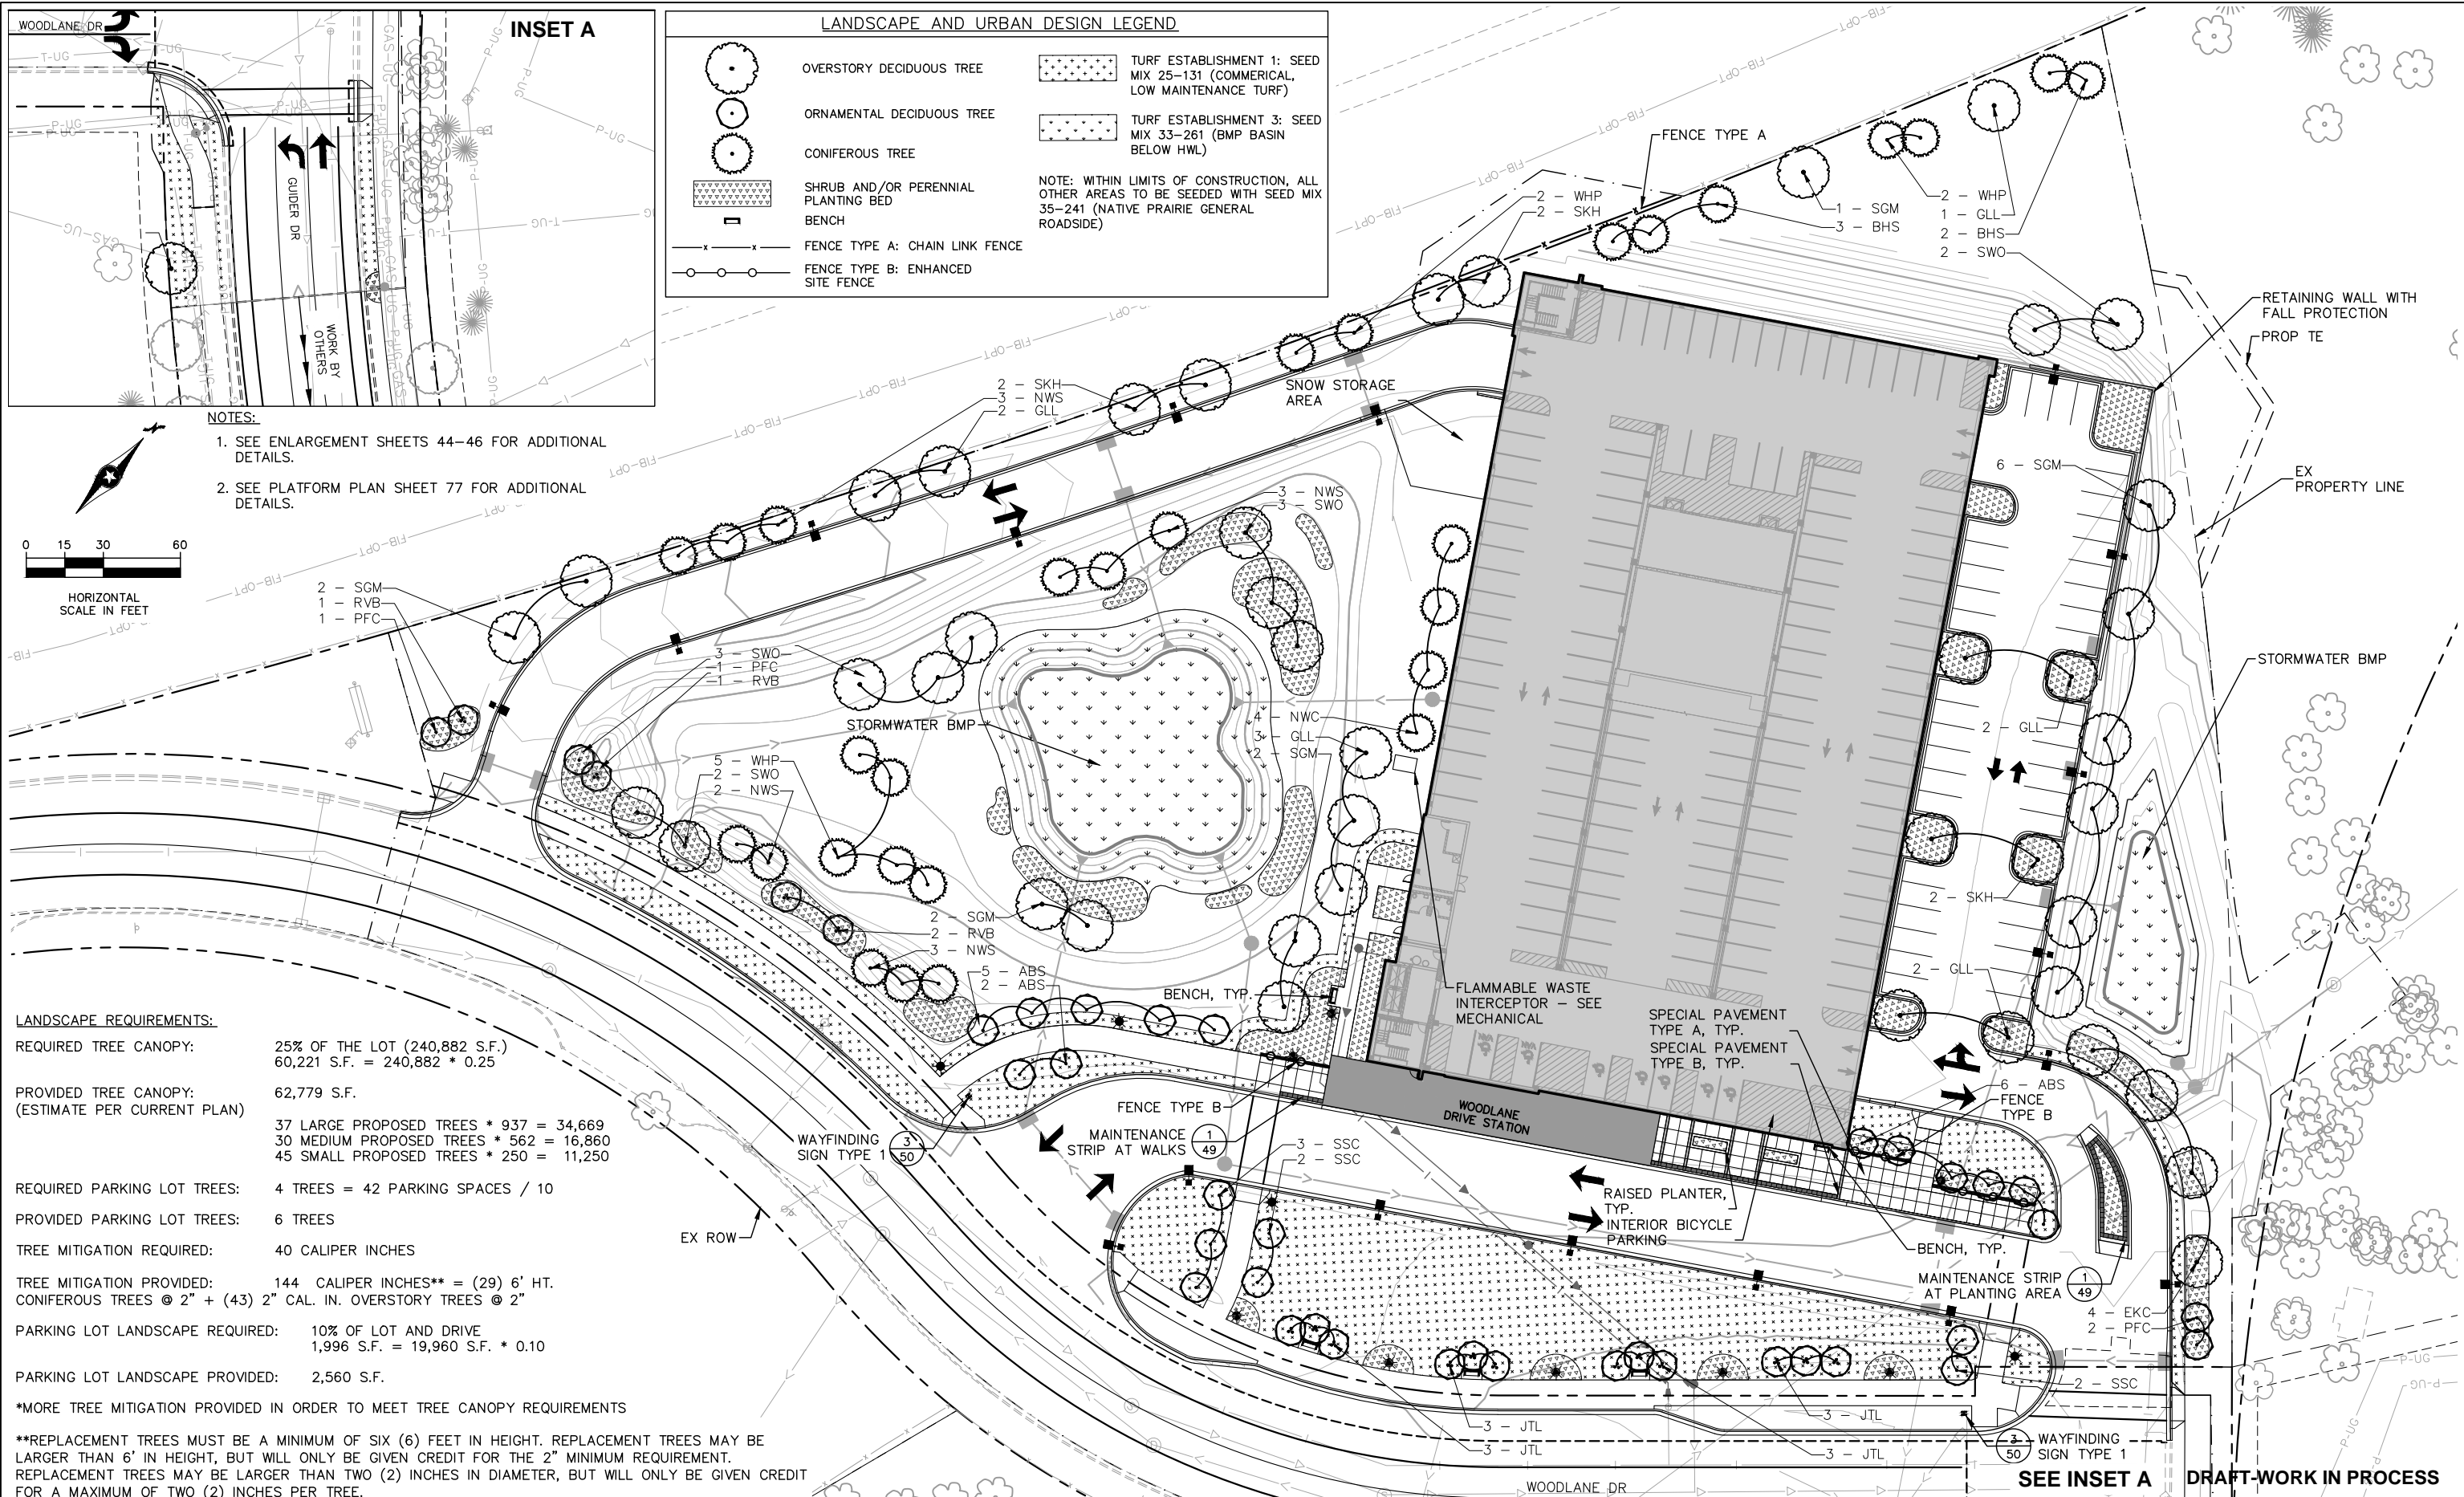 WOODLANE DR
INSET A
GUIDER DR
WORK BY
OTHERS
T-UG
P-UG
GAS-UG
LANDSCAPE AND URBAN DESIGN LEGEND
OVERSTORY DECIDUOUS TREE
ORNAMENTAL DECIDUOUS TREE
CONIFEROUS TREE
SHRUB AND/OR PERENNIAL
PLANTING BED
BENCH
FENCE TYPE A: CHAIN LINK FENCE
FENCE TYPE B: ENHANCED
SITE FENCE
TURF ESTABLISHMENT 1: SEED
MIX 25-131 (COMMERICAL,
LOW MAINTENANCE TURF)
TURF ESTABLISHMENT 3: SEED
MIX 33-261 (BMP BASIN
BELOW HWL)
NOTE: WITHIN LIMITS OF CONSTRUCTION, ALL
OTHER AREAS TO BE SEEDED WITH SEED MIX
35-241 (NATIVE PRAIRIE GENERAL
ROADSIDE)
NOTES:
1. SEE ENLARGEMENT SHEETS 44-46 FOR ADDITIONAL
DETAILS.
2. SEE PLATFORM PLAN SHEET 77 FOR ADDITIONAL
DETAILS.
N
0 15 30 60
HORIZONTAL
SCALE IN FEET
FIB-OPT
FENCE TYPE A
2 - WHP
2 - SKH
1 - SGM
3 - BHS
2 - WHP
1 - GLL
2 - BHS
2 - SWO
RETAINING WALL WITH
FALL PROTECTION
PROP TE
EX
PROPERTY LINE
2 - SKH
3 - NWS
2 - GLL
SNOW STORAGE
AREA
6 - SGM
3 - NWS
3 - SWO
2 - SGM
1 - RVB
1 - PFC
3 - SWO
1 - PFC
1 - RVB
STORMWATER BMP
STORMWATER BMP
4 - NWC
3 - GLL
2 - SGM
2 - GLL
5 - WHP
2 - SWO
2 - NWS
2 - SKH
2 - SGM
2 - RVB
3 - NWS
2 - GLL
5 - ABS
2 - ABS
BENCH, TYP.
FLAMMABLE WASTE
INTERCEPTOR - SEE
MECHANICAL
SPECIAL PAVEMENT
TYPE A, TYP.
SPECIAL PAVEMENT
TYPE B, TYP.
6 - ABS
FENCE
TYPE B
FENCE TYPE B
WOODLANE
DRIVE STATION
MAINTENANCE
STRIP AT WALKS
1
49
WAYFINDING
SIGN TYPE 1
3
50
3 - SSC
2 - SSC
RAISED PLANTER,
TYP.
INTERIOR BICYCLE
PARKING
BENCH, TYP.
MAINTENANCE STRIP
AT PLANTING AREA
1
49
4 - EKC
2 - PFC
EX ROW
2 - SSC
3 - JTL
3 - JTL
3 - JTL
3 - JTL
3
50
WAYFINDING
SIGN TYPE 1
P-UG
WOODLANE DR
SEE INSET A
DRAFT-WORK IN PROCESS
LANDSCAPE REQUIREMENTS:
REQUIRED TREE CANOPY: 25% OF THE LOT (240,882 S.F.)
60,221 S.F. = 240,882 * 0.25
PROVIDED TREE CANOPY: 62,779 S.F.
(ESTIMATE PER CURRENT PLAN)
37 LARGE PROPOSED TREES * 937 = 34,669
30 MEDIUM PROPOSED TREES * 562 = 16,860
45 SMALL PROPOSED TREES * 250 = 11,250
REQUIRED PARKING LOT TREES: 4 TREES = 42 PARKING SPACES / 10
PROVIDED PARKING LOT TREES: 6 TREES
TREE MITIGATION REQUIRED: 40 CALIPER INCHES
TREE MITIGATION PROVIDED: 144 CALIPER INCHES** = (29) 6' HT.
CONIFEROUS TREES @ 2" + (43) 2" CAL. IN. OVERSTORY TREES @ 2"
PARKING LOT LANDSCAPE REQUIRED: 10% OF LOT AND DRIVE
1,996 S.F. = 19,960 S.F. * 0.10
PARKING LOT LANDSCAPE PROVIDED: 2,560 S.F.
*MORE TREE MITIGATION PROVIDED IN ORDER TO MEET TREE CANOPY REQUIREMENTS
**REPLACEMENT TREES MUST BE A MINIMUM OF SIX (6) FEET IN HEIGHT. REPLACEMENT TREES MAY BE
LARGER THAN 6' IN HEIGHT, BUT WILL ONLY BE GIVEN CREDIT FOR THE 2" MINIMUM REQUIREMENT.
REPLACEMENT TREES MAY BE LARGER THAN TWO (2) INCHES IN DIAMETER, BUT WILL ONLY BE GIVEN CREDIT
FOR A MAXIMUM OF TWO (2) INCHES PER TREE.